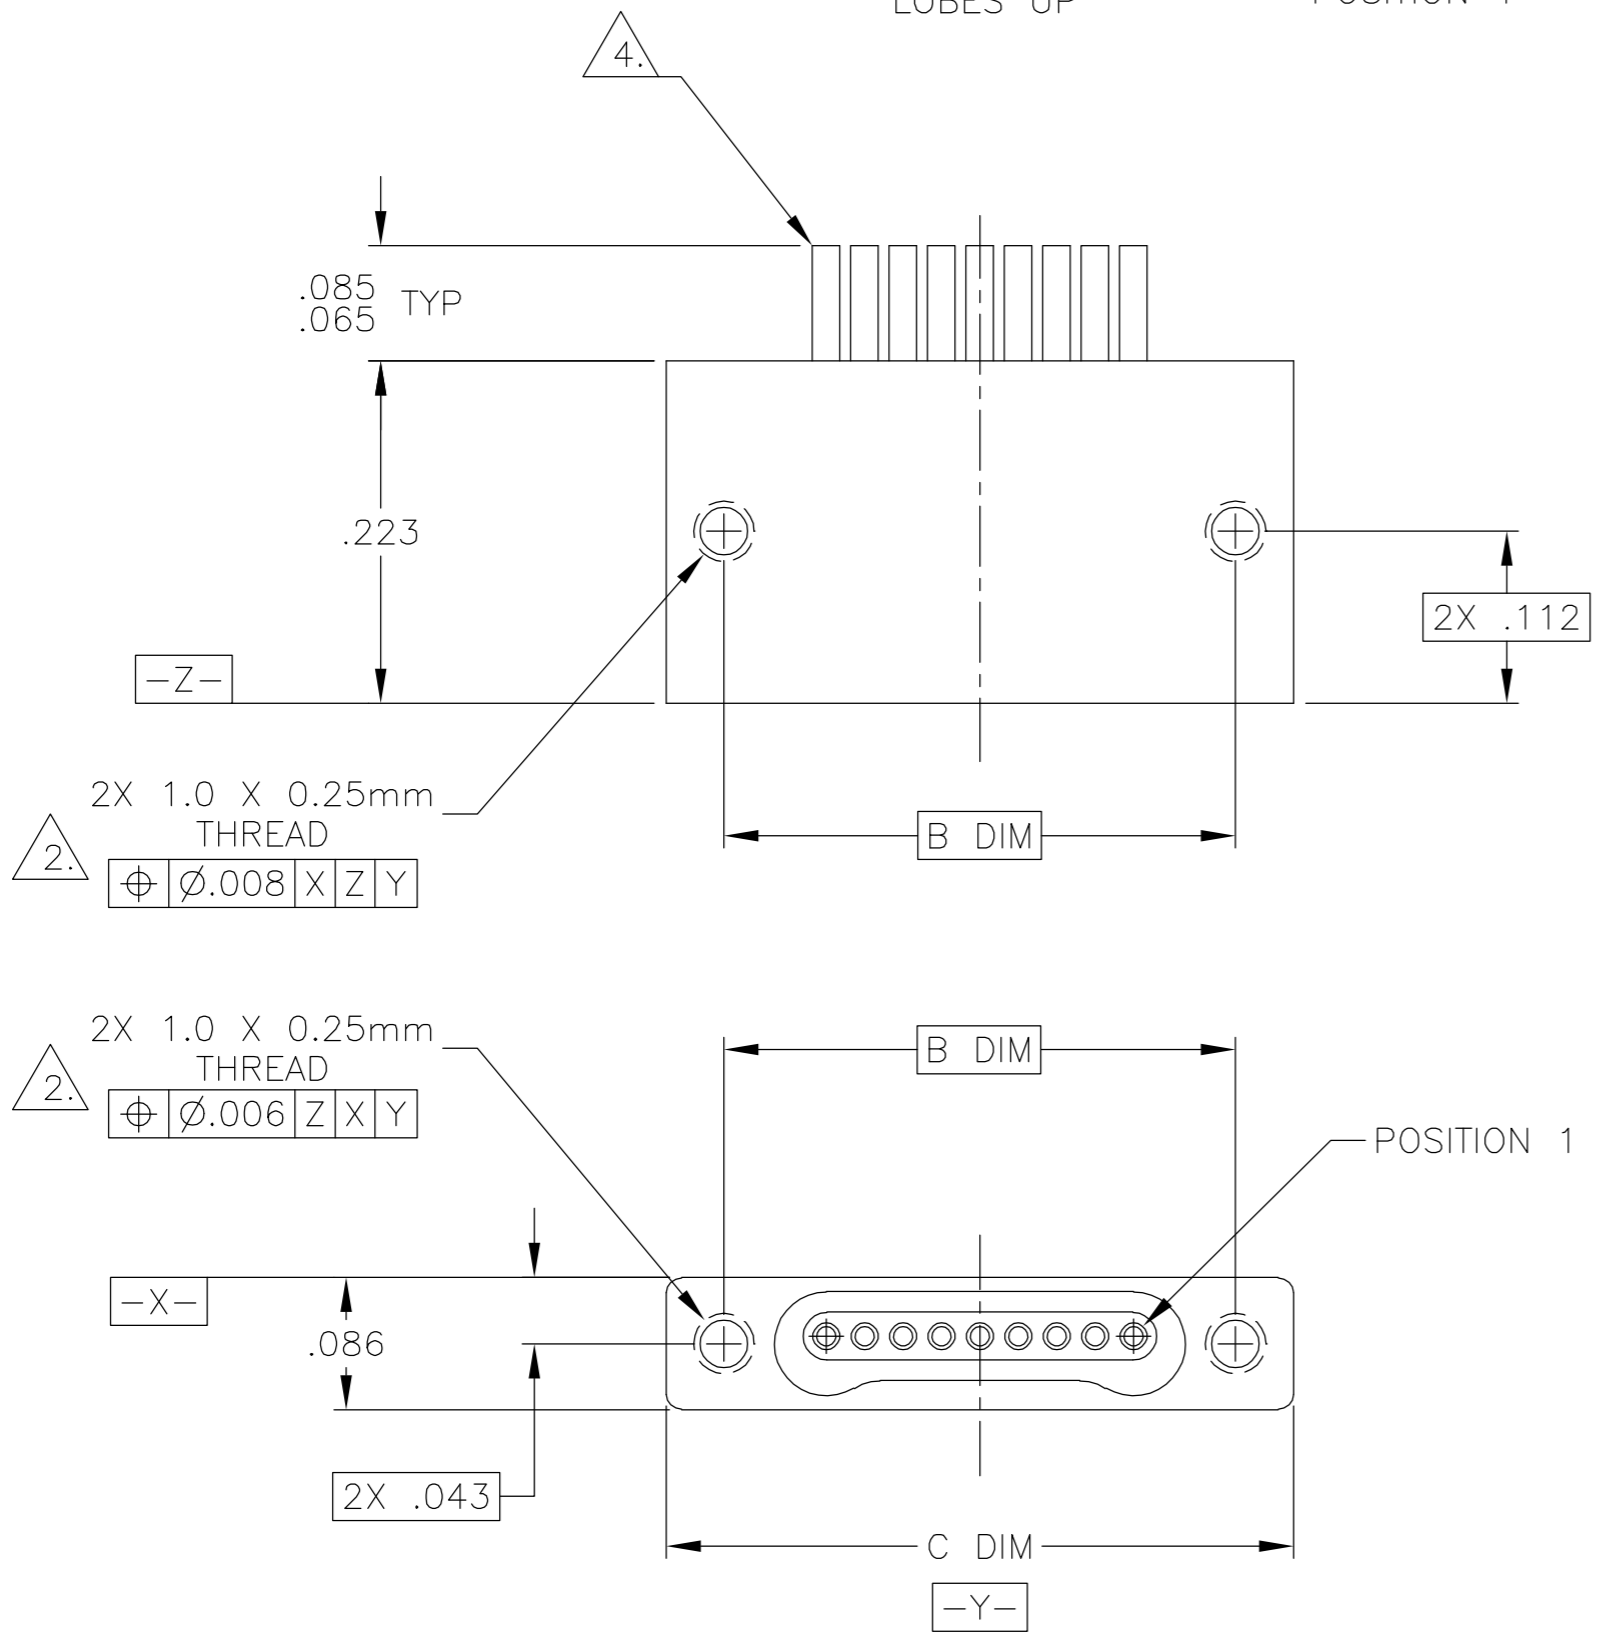 LOBES UP
POSITION 1
4.
.085
.065 TYP
.223
2X .112
-Z-
2X 1.0 X 0.25mm
THREAD
2.
⌖ Ø.008 X Z Y
B DIM
2X 1.0 X 0.25mm
THREAD
2.
⌖ Ø.006 Z X Y
B DIM
POSITION 1
-X-
.086
2X .043
C DIM
-Y-